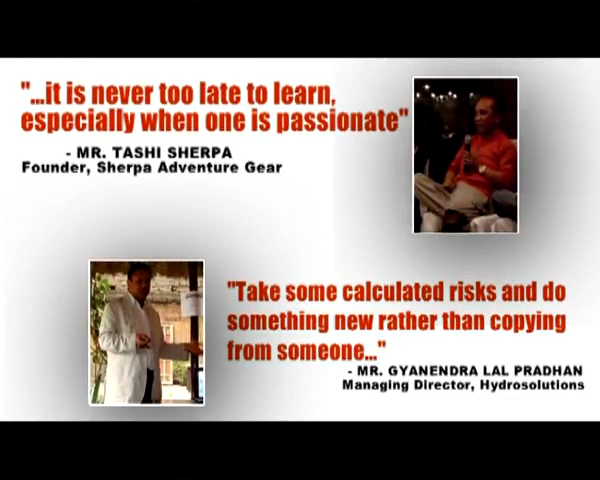 "...it is never too late to learn,
especially when one is passionate"
- MR. TASHI SHERPA
Founder, Sherpa Adventure Gear
"Take some calculated risks and do
something new rather than copying
from someone..."
- MR. GYANENDRA LAL PRADHAN
Managing Director, Hydrosolutions